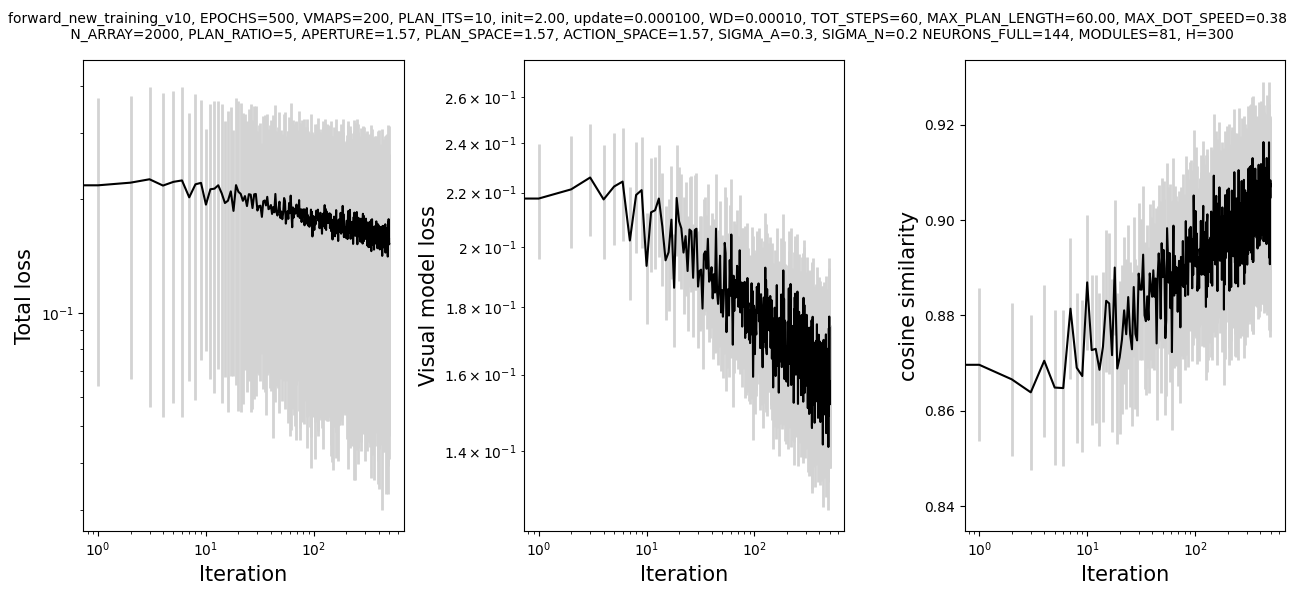 forward_new_training_v10, EPOCHS=500, VMAPS=200, PLAN_ITS=10, init=2.00, update=0.000100, WD=0.00010, TOT_STEPS=60, MAX_PLAN_LENGTH=60.00, MAX_DOT_SPEED=0.38
N_ARRAY=2000, PLAN_RATIO=5, APERTURE=1.57, PLAN_SPACE=1.57, ACTION_SPACE=1.57, SIGMA_A=0.3, SIGMA_N=0.2 NEURONS_FULL=144, MODULES=81, H=300
Total loss
10⁻¹
10⁰ 10¹ 10²
Iteration
Visual model loss
2.6 × 10⁻¹
2.4 × 10⁻¹
2.2 × 10⁻¹
2 × 10⁻¹
1.8 × 10⁻¹
1.6 × 10⁻¹
1.4 × 10⁻¹
10⁰ 10¹ 10²
Iteration
cosine similarity
0.92
0.90
0.88
0.86
0.84
10⁰ 10¹ 10²
Iteration